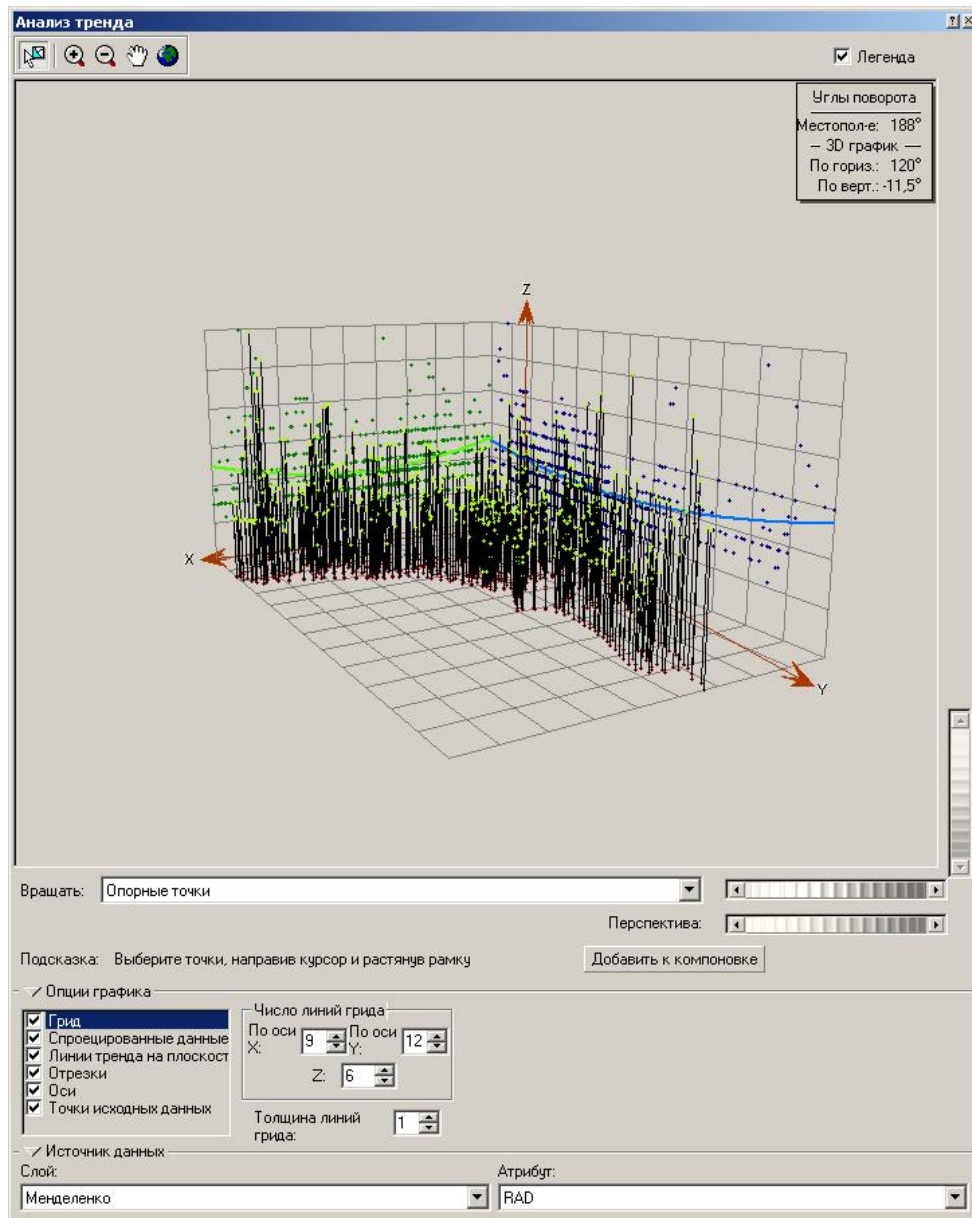 Анализ тренда
Легенда
Углы поворота
Местопол-е: 188°
– 3D график —
По гориз.: 120°
По верт.: -11,5°
Z
X
Y
Вращать: Опорные точки
Перспектива:
Подсказка: Выберите точки, направив курсор и растянув рамку
Добавить к компоновке
Опции графика
Грид
Спроецированные данные
Линии тренда на плоскост
Отрезки
Оси
Точки исходных данных
Число линий грида
По оси X: 9 По оси Y: 12
Z: 6
Толщина линий грида: 1
Источник данных
Слой: Атрибут:
Менделенко RAD